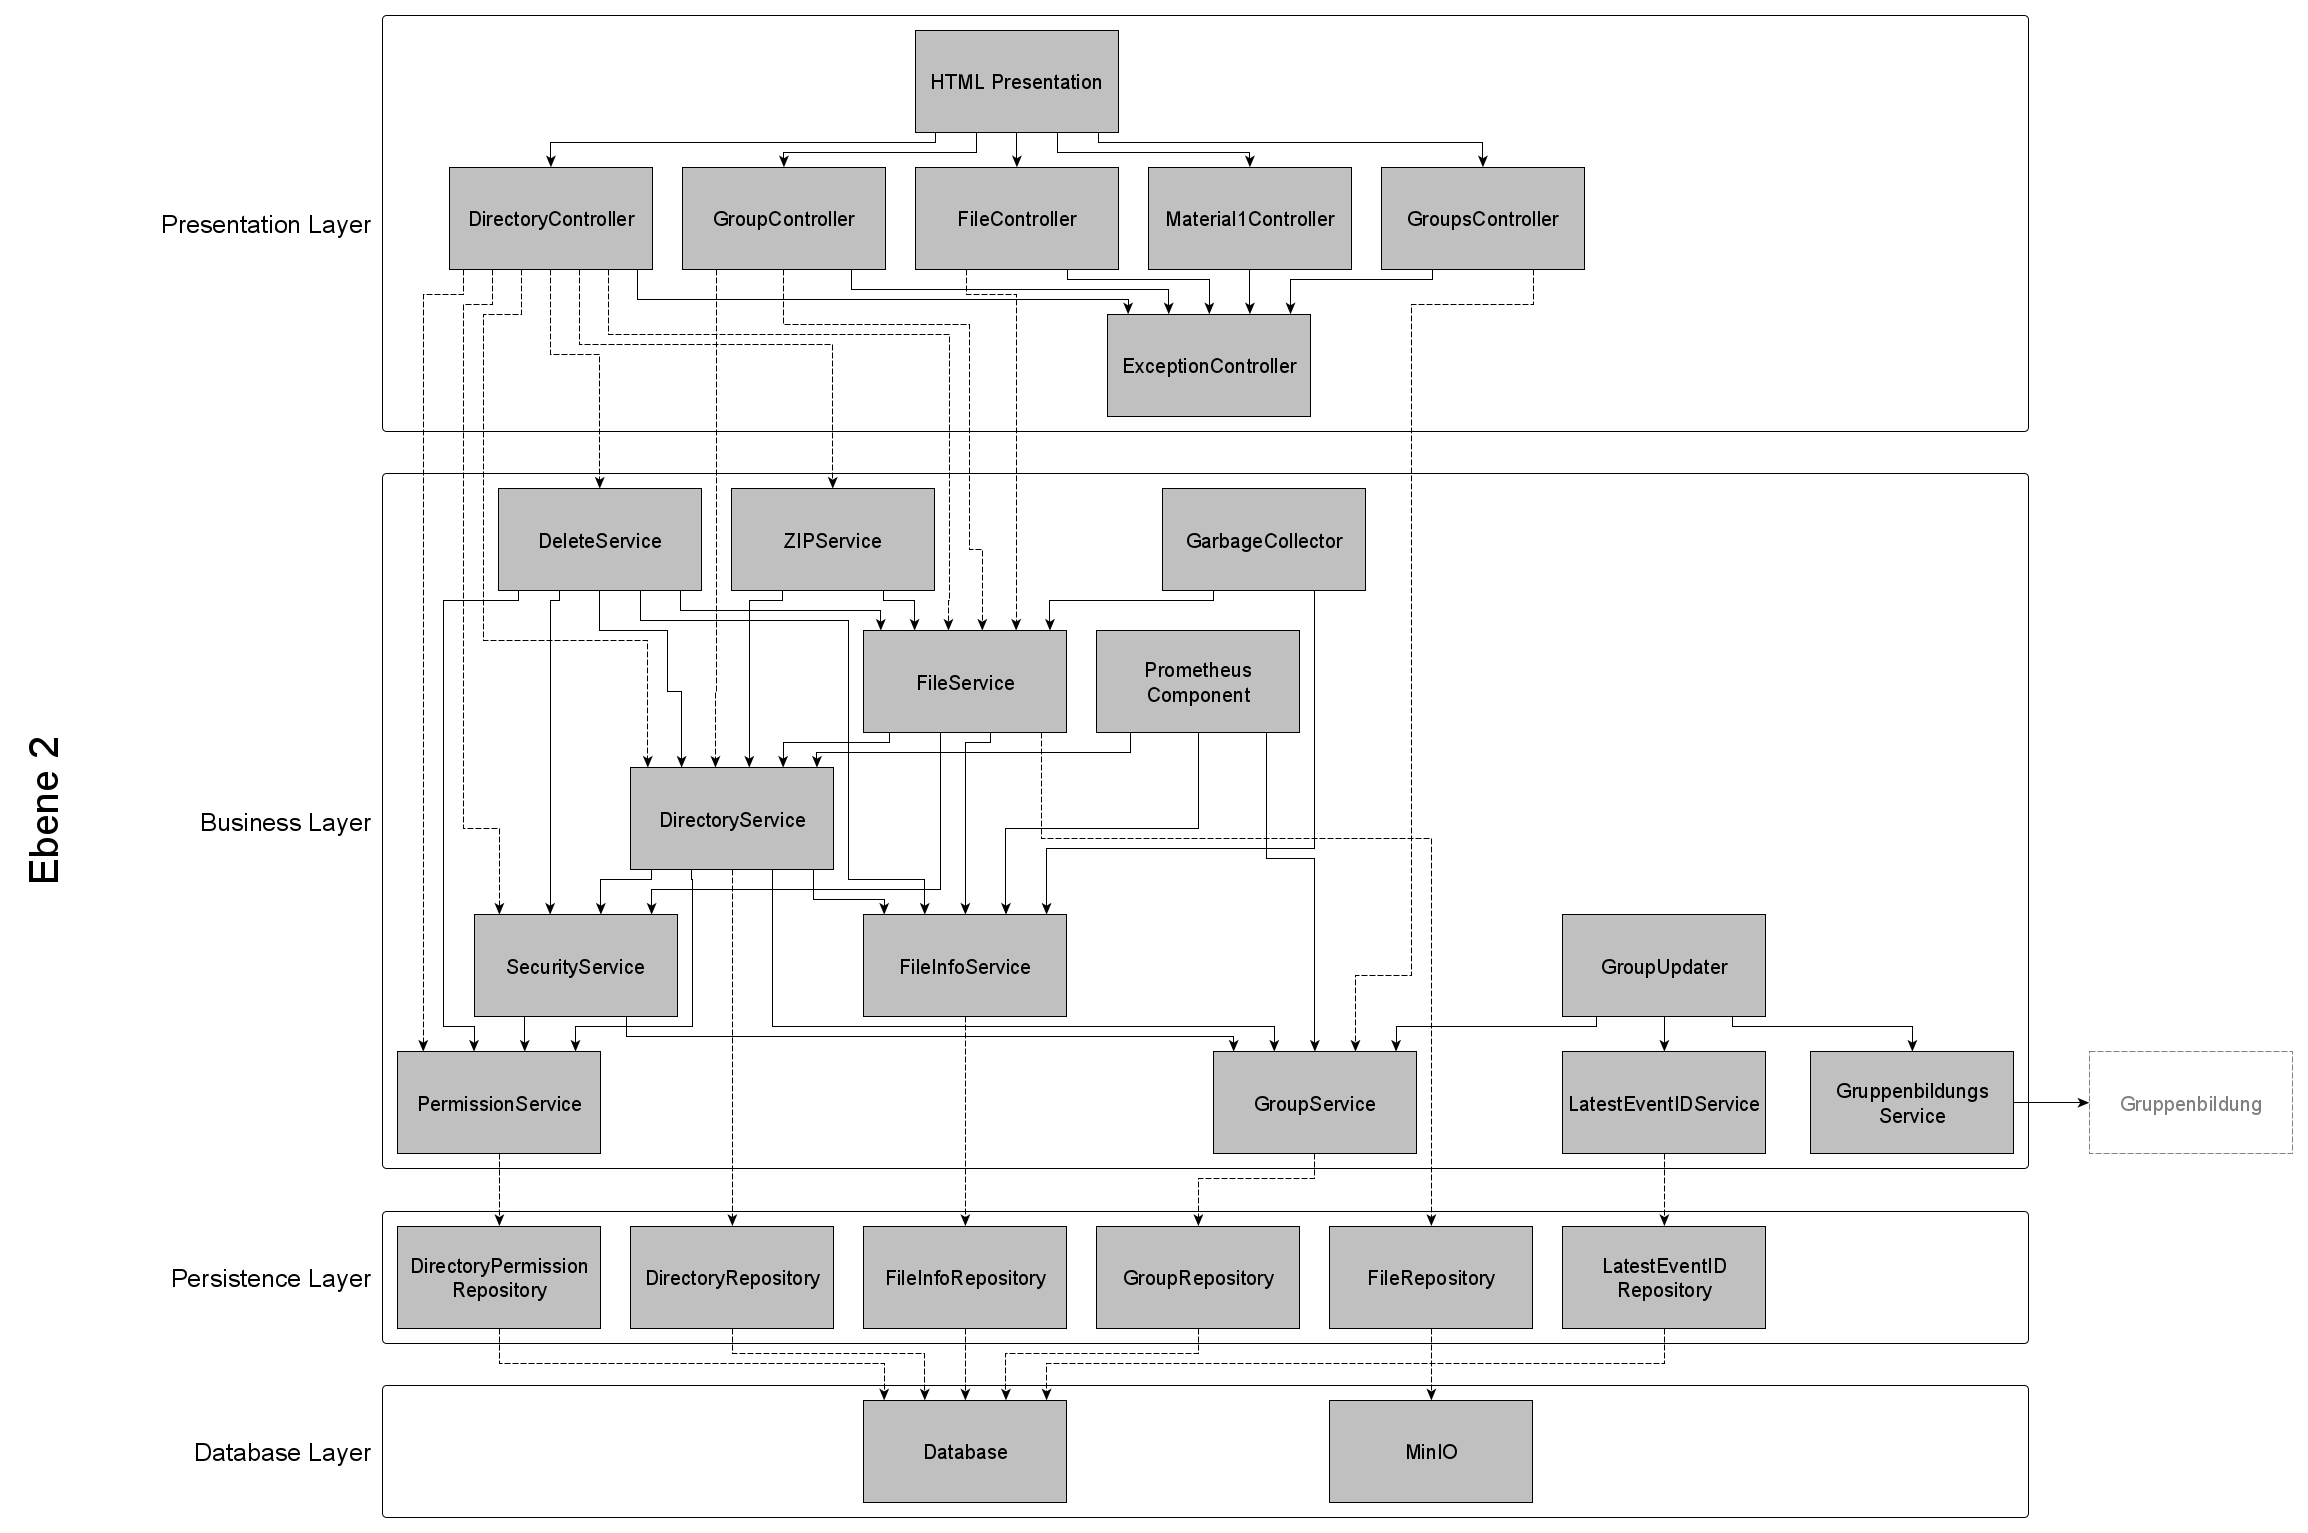 Ebene 2
Presentation Layer
HTML Presentation
DirectoryController
GroupController
FileController
Material1Controller
GroupsController
ExceptionController
Business Layer
DeleteService
ZIPService
GarbageCollector
FileService
Prometheus
Component
DirectoryService
SecurityService
FileInfoService
GroupUpdater
PermissionService
GroupService
LatestEventIDService
Gruppenbildungs
Service
Gruppenbildung
Persistence Layer
DirectoryPermission
Repository
DirectoryRepository
FileInfoRepository
GroupRepository
FileRepository
LatestEventID
Repository
Database Layer
Database
MinIO